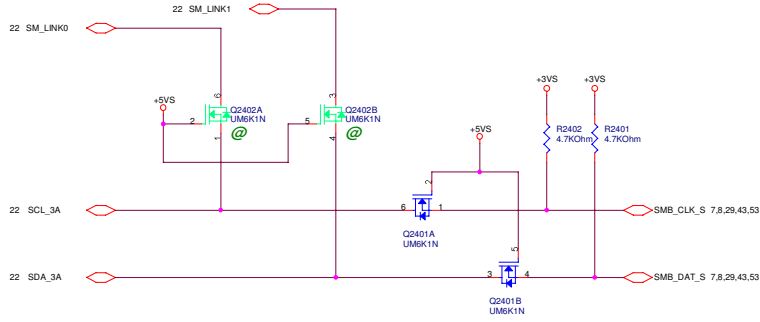 22 SM_LINK1
22 SM_LINK0
+3VS
+3VS
+5VS
6
3
Q2402A
UM6K1N
@
Q2402B
UM6K1N
@
2
5
1
4
R2402
4.7KOhm
R2401
4.7KOhm
+5VS
2
22 SCL_3A
6
1
SMB_CLK_S 7,8,29,43,53
Q2401A
UM6K1N
5
22 SDA_3A
3
4
SMB_DAT_S 7,8,29,43,53
Q2401B
UM6K1N